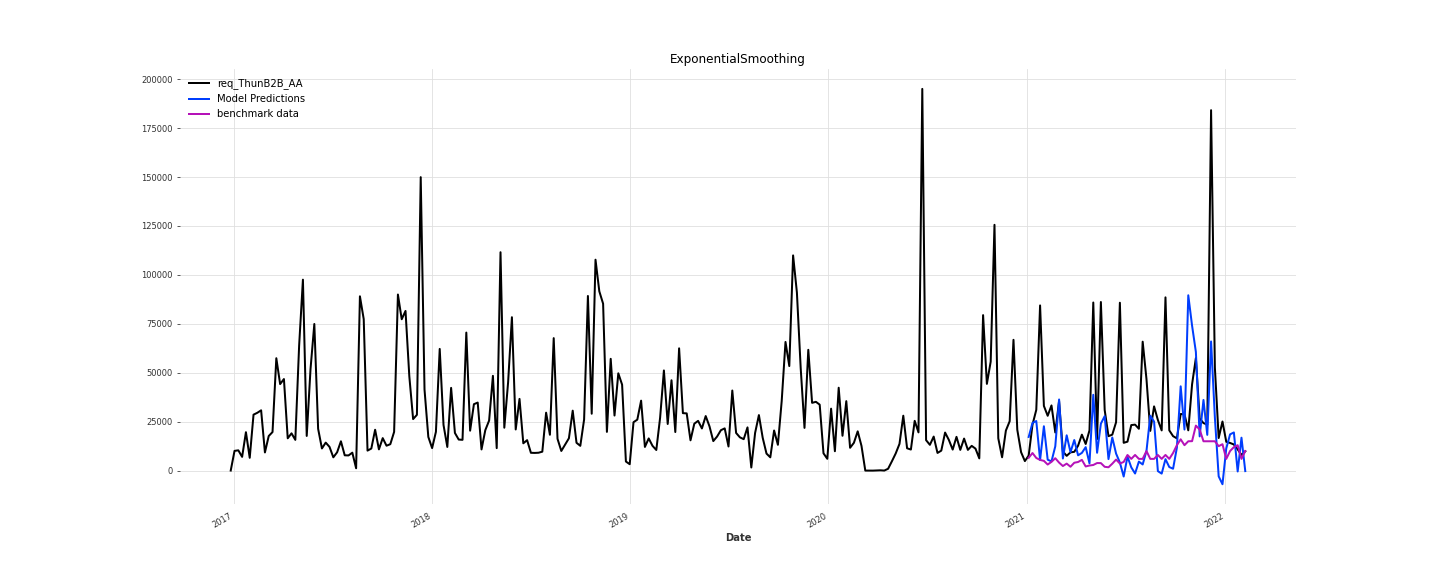 ExponentialSmoothing
req_ThunB2B_AA
Model Predictions
benchmark data
200000
175000
150000
125000
100000
75000
50000
25000
0
2017 2018 2019 2020 2021 2022
Date